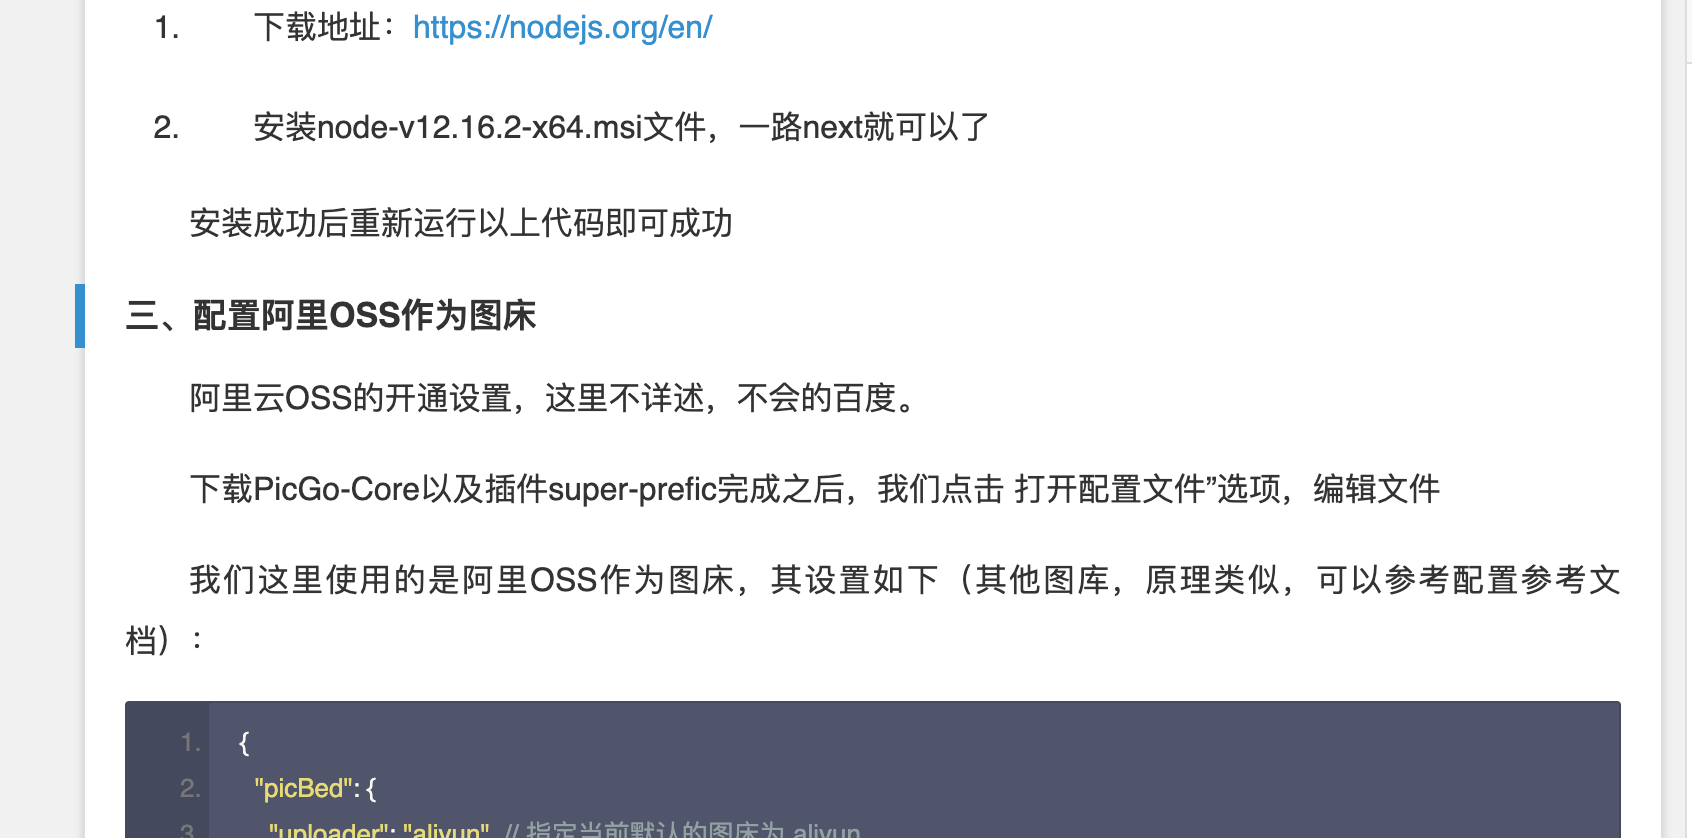 1. 下载地址：https://nodejs.org/en/
2. 安装node-v12.16.2-x64.msi文件，一路next就可以了
安装成功后重新运行以上代码即可成功
三、配置阿里OSS作为图床
阿里云OSS的开通设置，这里不详述，不会的百度。
下载PicGo-Core以及插件super-prefic完成之后，我们点击 打开配置文件”选项，编辑文件
我们这里使用的是阿里OSS作为图床，其设置如下（其他图库，原理类似，可以参考配置参考文
档）：
1. {
2. "picBed": {
3. "uploader": "aliyun", // 指定当前默认的图床为 aliyun